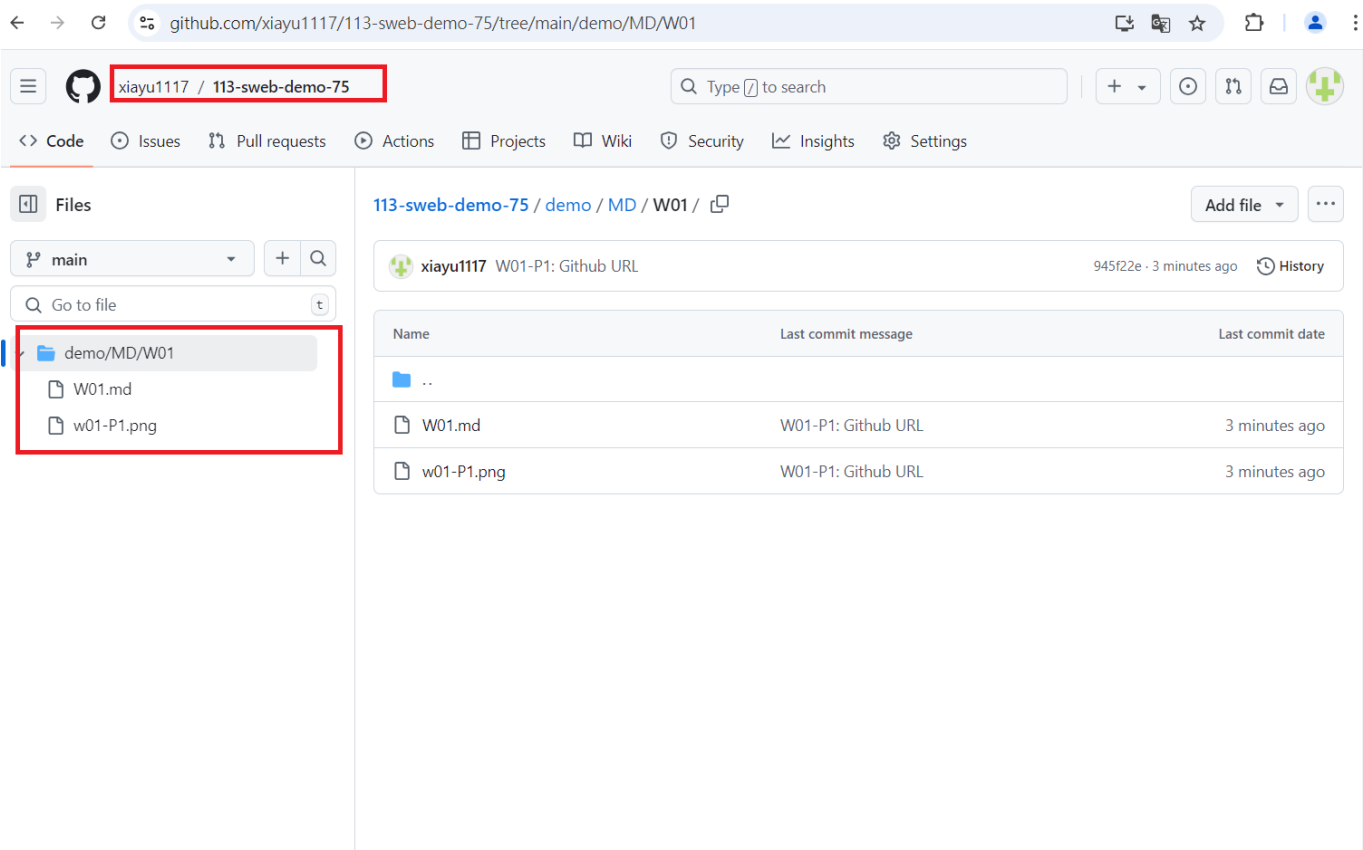 github.com/xiayu1117/113-sweb-demo-75/tree/main/demo/MD/W01
xiayu1117 / 113-sweb-demo-75
Type / to search
Code Issues Pull requests Actions Projects Wiki Security Insights Settings
Files
113-sweb-demo-75 / demo / MD / W01 /
Add file
main
xiayu1117 W01-P1: Github URL
945f22e · 3 minutes ago
History
Go to file
t
Name Last commit message Last commit date
demo/MD/W01
..
W01.md
w01-P1.png
W01.md W01-P1: Github URL 3 minutes ago
w01-P1.png W01-P1: Github URL 3 minutes ago